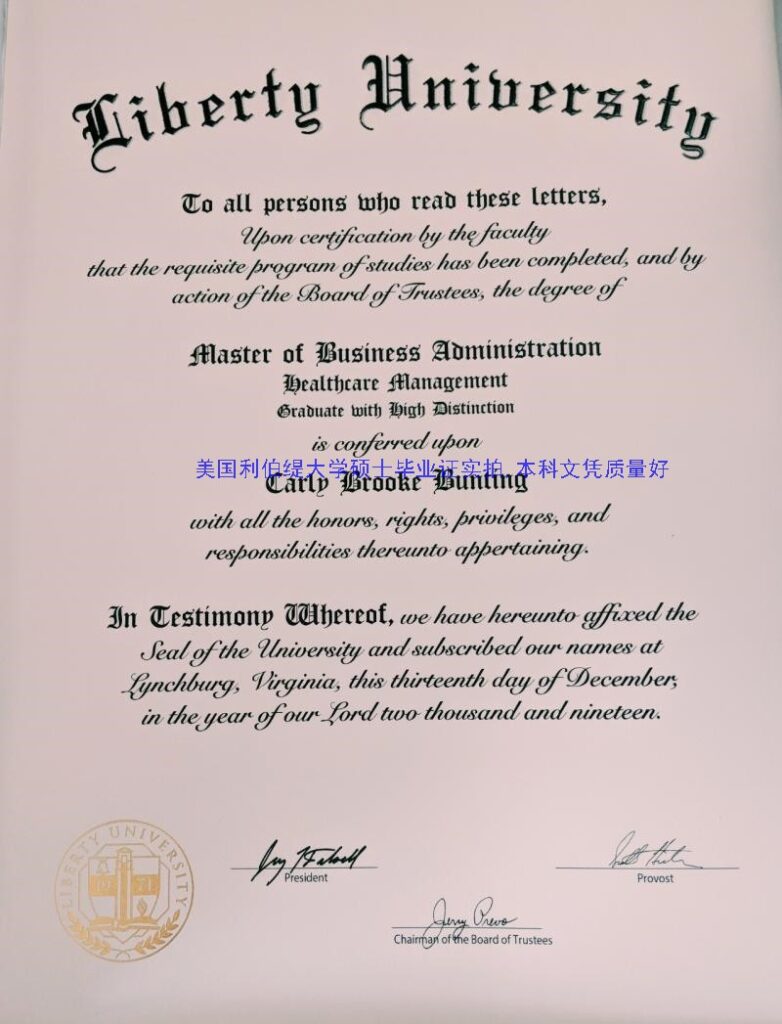 Liberty University
To all persons who read these letters,
Upon certification by the faculty
that the requisite program of studies has been completed, and by
action of the Board of Trustees, the degree of
Master of Business Administration
Healthcare Management
Graduate with High Distinction
is conferred upon
美国利伯缇大学硕士毕业证实拍 本科文凭质量好
Carly Brooke Bunting
with all the honors, rights, privileges, and
responsibilities thereunto appertaining.
In Testimony Whereof, we have hereunto affixed the
Seal of the University and subscribed our names at
Lynchburg, Virginia, this thirteenth day of December,
in the year of our Lord two thousand and nineteen.
LIBERTY UNIVERSITY
19 71
President
Provost
Jerry Prevo
Chairman of the Board of Trustees